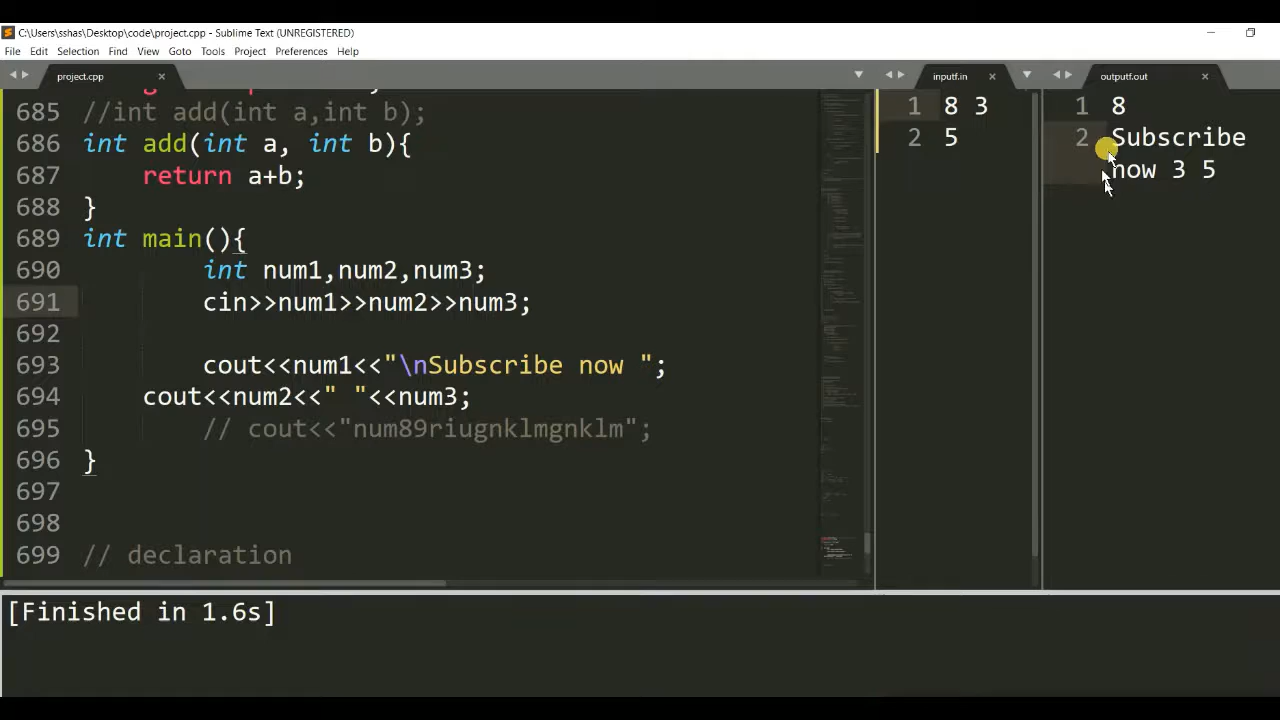 C:\Users\sshas\Desktop\code\project.cpp - Sublime Text (UNREGISTERED)
File Edit Selection Find View Goto Tools Project Preferences Help
project.cpp
inputf.in
outputf.out
685 //int add(int a,int b);
686 int add(int a, int b){
687 return a+b;
688 }
689 int main(){
690 int num1,num2,num3;
691 cin>>num1>>num2>>num3;
692
693 cout<<num1<<"\nSubscribe now ";
694 cout<<num2<<" "<<num3;
695 // cout<<"num89riugnklmgnklm";
696 }
697
698
699 // declaration
1 8 3
2 5
1 8
2 Subscribe
now 3 5
[Finished in 1.6s]